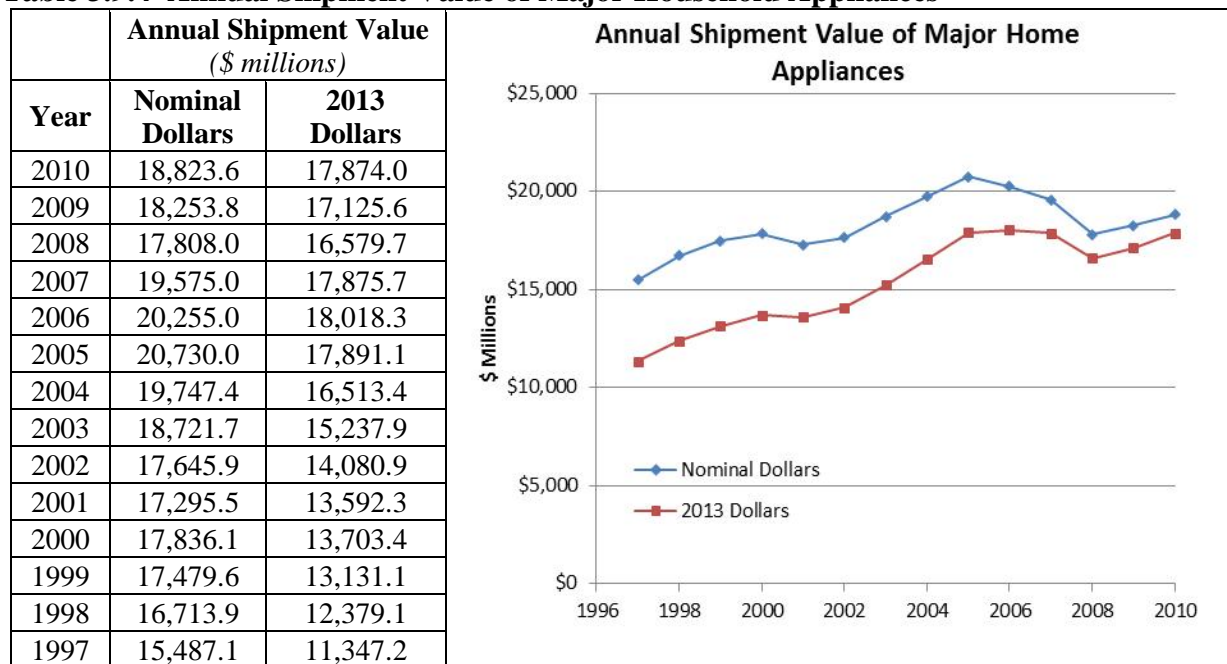 Annual Shipment Value
($ millions)
Year Nominal Dollars 2013 Dollars
2010 18,823.6 17,874.0
2009 18,253.8 17,125.6
2008 17,808.0 16,579.7
2007 19,575.0 17,875.7
2006 20,255.0 18,018.3
2005 20,730.0 17,891.1
2004 19,747.4 16,513.4
2003 18,721.7 15,237.9
2002 17,645.9 14,080.9
2001 17,295.5 13,592.3
2000 17,836.1 13,703.4
1999 17,479.6 13,131.1
1998 16,713.9 12,379.1
1997 15,487.1 11,347.2
Annual Shipment Value of Major Home
Appliances
$25,000
$20,000
$15,000
$10,000
$5,000
$0
$ Millions
Nominal Dollars
2013 Dollars
1996 1998 2000 2002 2004 2006 2008 2010